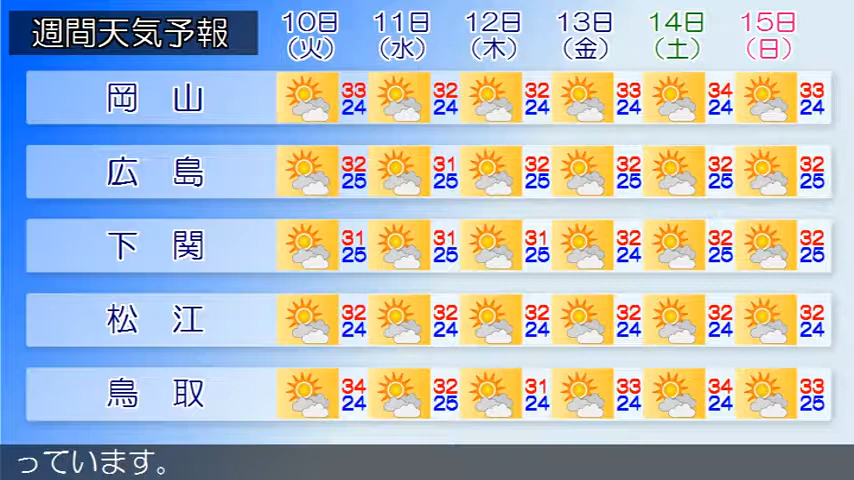 週間天気予報
10日 11日 12日 13日 14日 15日
(火) (水) (木) (金) (土) (日)
岡 山 33 32 32 33 34 33
24 24 24 24 24 24
広 島 32 31 32 32 32 32
25 25 25 25 25 25
下 関 31 31 31 32 32 32
25 25 25 24 25 25
松 江 32 32 32 32 32 32
24 24 24 24 24 24
鳥 取 34 32 31 33 34 33
24 25 24 24 24 25
っています。